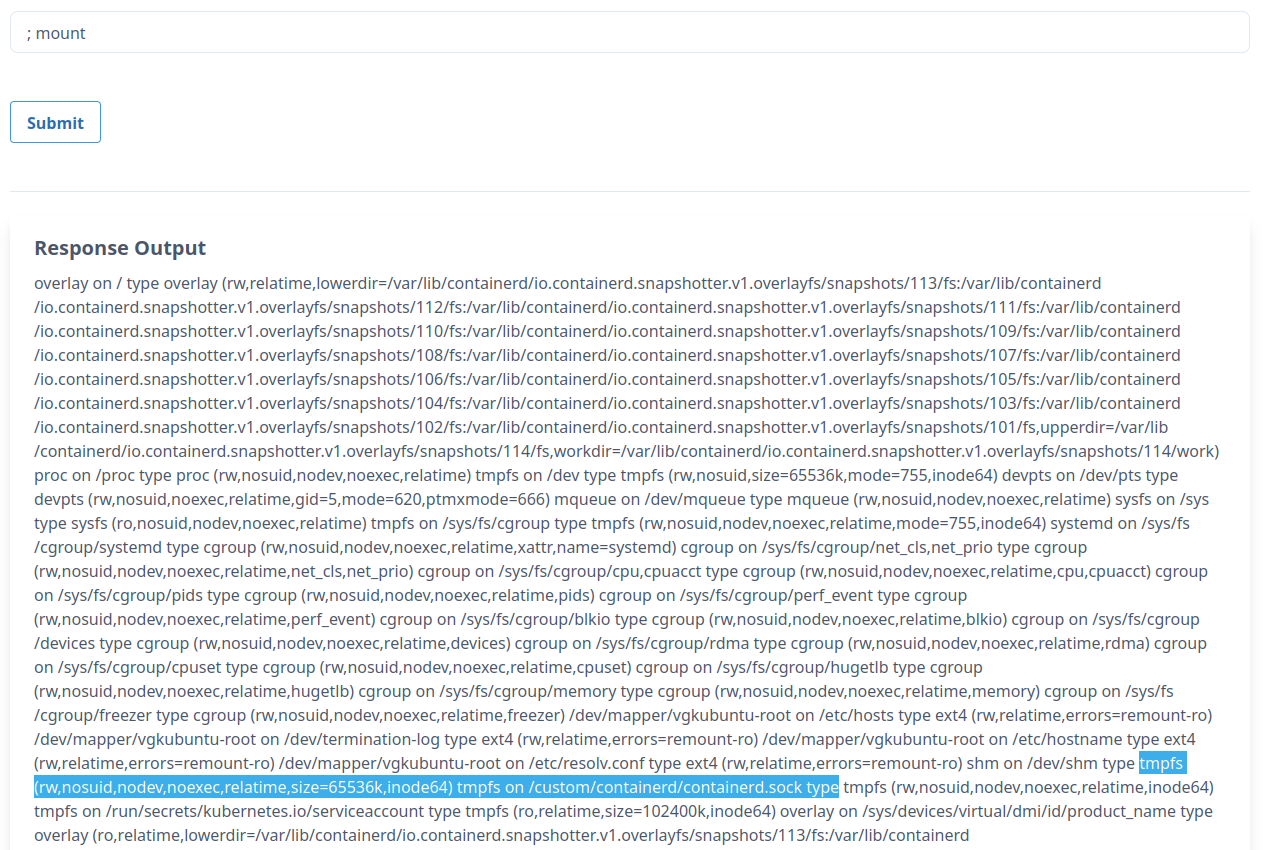 ; mount
Submit
Response Output
overlay on / type overlay (rw,relatime,lowerdir=/var/lib/containerd/io.containerd.snapshotter.v1.overlayfs/snapshots/113/fs:/var/lib/containerd
/io.containerd.snapshotter.v1.overlayfs/snapshots/112/fs:/var/lib/containerd/io.containerd.snapshotter.v1.overlayfs/snapshots/111/fs:/var/lib/containerd
/io.containerd.snapshotter.v1.overlayfs/snapshots/110/fs:/var/lib/containerd/io.containerd.snapshotter.v1.overlayfs/snapshots/109/fs:/var/lib/containerd
/io.containerd.snapshotter.v1.overlayfs/snapshots/108/fs:/var/lib/containerd/io.containerd.snapshotter.v1.overlayfs/snapshots/107/fs:/var/lib/containerd
/io.containerd.snapshotter.v1.overlayfs/snapshots/106/fs:/var/lib/containerd/io.containerd.snapshotter.v1.overlayfs/snapshots/105/fs:/var/lib/containerd
/io.containerd.snapshotter.v1.overlayfs/snapshots/104/fs:/var/lib/containerd/io.containerd.snapshotter.v1.overlayfs/snapshots/103/fs:/var/lib/containerd
/io.containerd.snapshotter.v1.overlayfs/snapshots/102/fs:/var/lib/containerd/io.containerd.snapshotter.v1.overlayfs/snapshots/101/fs,upperdir=/var/lib
/containerd/io.containerd.snapshotter.v1.overlayfs/snapshots/114/fs,workdir=/var/lib/containerd/io.containerd.snapshotter.v1.overlayfs/snapshots/114/work)
proc on /proc type proc (rw,nosuid,nodev,noexec,relatime) tmpfs on /dev type tmpfs (rw,nosuid,size=65536k,mode=755,inode64) devpts on /dev/pts type
devpts (rw,nosuid,noexec,relatime,gid=5,mode=620,ptmxmode=666) mqueue on /dev/mqueue type mqueue (rw,nosuid,nodev,noexec,relatime) sysfs on /sys
type sysfs (ro,nosuid,nodev,noexec,relatime) tmpfs on /sys/fs/cgroup type tmpfs (rw,nosuid,nodev,noexec,relatime,mode=755,inode64) systemd on /sys/fs
/cgroup/systemd type cgroup (rw,nosuid,nodev,noexec,relatime,xattr,name=systemd) cgroup on /sys/fs/cgroup/net_cls,net_prio type cgroup
(rw,nosuid,nodev,noexec,relatime,net_cls,net_prio) cgroup on /sys/fs/cgroup/cpu,cpuacct type cgroup (rw,nosuid,nodev,noexec,relatime,cpu,cpuacct) cgroup
on /sys/fs/cgroup/pids type cgroup (rw,nosuid,nodev,noexec,relatime,pids) cgroup on /sys/fs/cgroup/perf_event type cgroup
(rw,nosuid,nodev,noexec,relatime,perf_event) cgroup on /sys/fs/cgroup/blkio type cgroup (rw,nosuid,nodev,noexec,relatime,blkio) cgroup on /sys/fs/cgroup
/devices type cgroup (rw,nosuid,nodev,noexec,relatime,devices) cgroup on /sys/fs/cgroup/rdma type cgroup (rw,nosuid,nodev,noexec,relatime,rdma) cgroup
on /sys/fs/cgroup/cpuset type cgroup (rw,nosuid,nodev,noexec,relatime,cpuset) cgroup on /sys/fs/cgroup/hugetlb type cgroup
(rw,nosuid,nodev,noexec,relatime,hugetlb) cgroup on /sys/fs/cgroup/memory type cgroup (rw,nosuid,nodev,noexec,relatime,memory) cgroup on /sys/fs
/cgroup/freezer type cgroup (rw,nosuid,nodev,noexec,relatime,freezer) /dev/mapper/vgkubuntu-root on /etc/hosts type ext4 (rw,relatime,errors=remount-ro)
/dev/mapper/vgkubuntu-root on /dev/termination-log type ext4 (rw,relatime,errors=remount-ro) /dev/mapper/vgkubuntu-root on /etc/hostname type ext4
(rw,relatime,errors=remount-ro) /dev/mapper/vgkubuntu-root on /etc/resolv.conf type ext4 (rw,relatime,errors=remount-ro) shm on /dev/shm type tmpfs
(rw,nosuid,nodev,noexec,relatime,size=65536k,inode64) tmpfs on /custom/containerd/containerd.sock type tmpfs (rw,nosuid,nodev,noexec,relatime,inode64)
tmpfs on /run/secrets/kubernetes.io/serviceaccount type tmpfs (ro,relatime,size=102400k,inode64) overlay on /sys/devices/virtual/dmi/id/product_name type
overlay (ro,relatime,lowerdir=/var/lib/containerd/io.containerd.snapshotter.v1.overlayfs/snapshots/113/fs:/var/lib/containerd